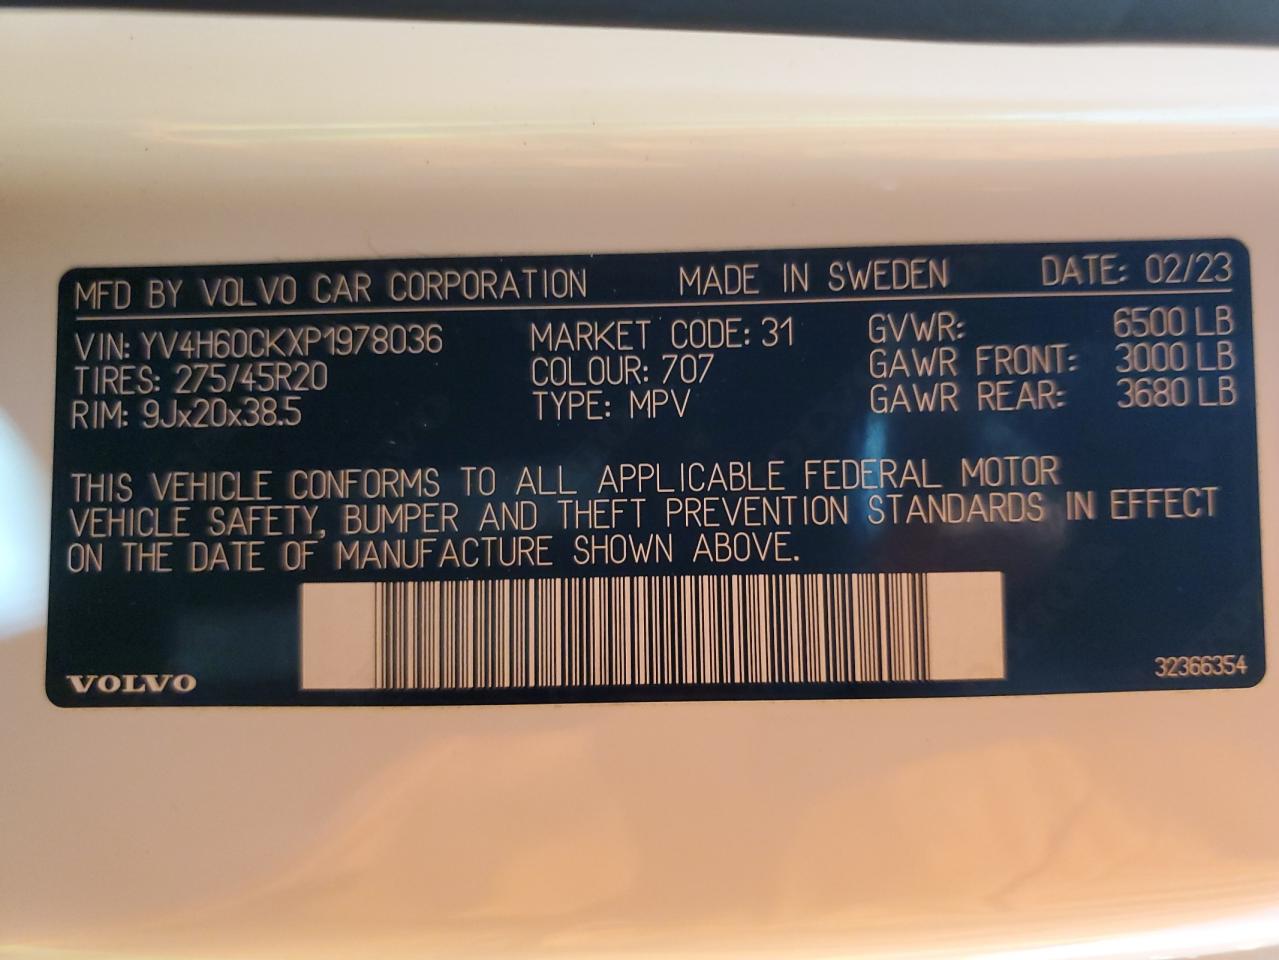 MFD BY VOLVO CAR CORPORATION MADE IN SWEDEN DATE: 02/23
VIN: YV4H60CKXP1978036 MARKET CODE: 31 GVWR: 6500 LB
TIRES: 275/45R20 COLOUR: 707 GAWR FRONT: 3000 LB
RIM: 9Jx20x38.5 TYPE: MPV GAWR REAR: 3680 LB
THIS VEHICLE CONFORMS TO ALL APPLICABLE FEDERAL MOTOR
VEHICLE SAFETY, BUMPER AND THEFT PREVENTION STANDARDS IN EFFECT
ON THE DATE OF MANUFACTURE SHOWN ABOVE.
VOLVO 32366354